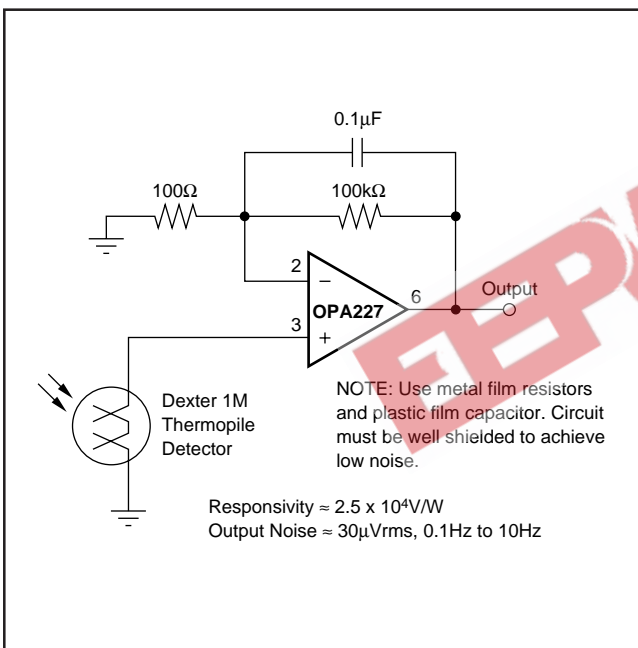 0.1μF
100Ω
100kΩ
2
–
OPA227
6
Output
3
+
Dexter 1M
Thermopile
Detector
NOTE: Use metal film resistors
and plastic film capacitor. Circuit
must be well shielded to achieve
low noise.
Responsivity ≈ 2.5 x 10⁴V/W
Output Noise ≈ 30μVrms, 0.1Hz to 10Hz